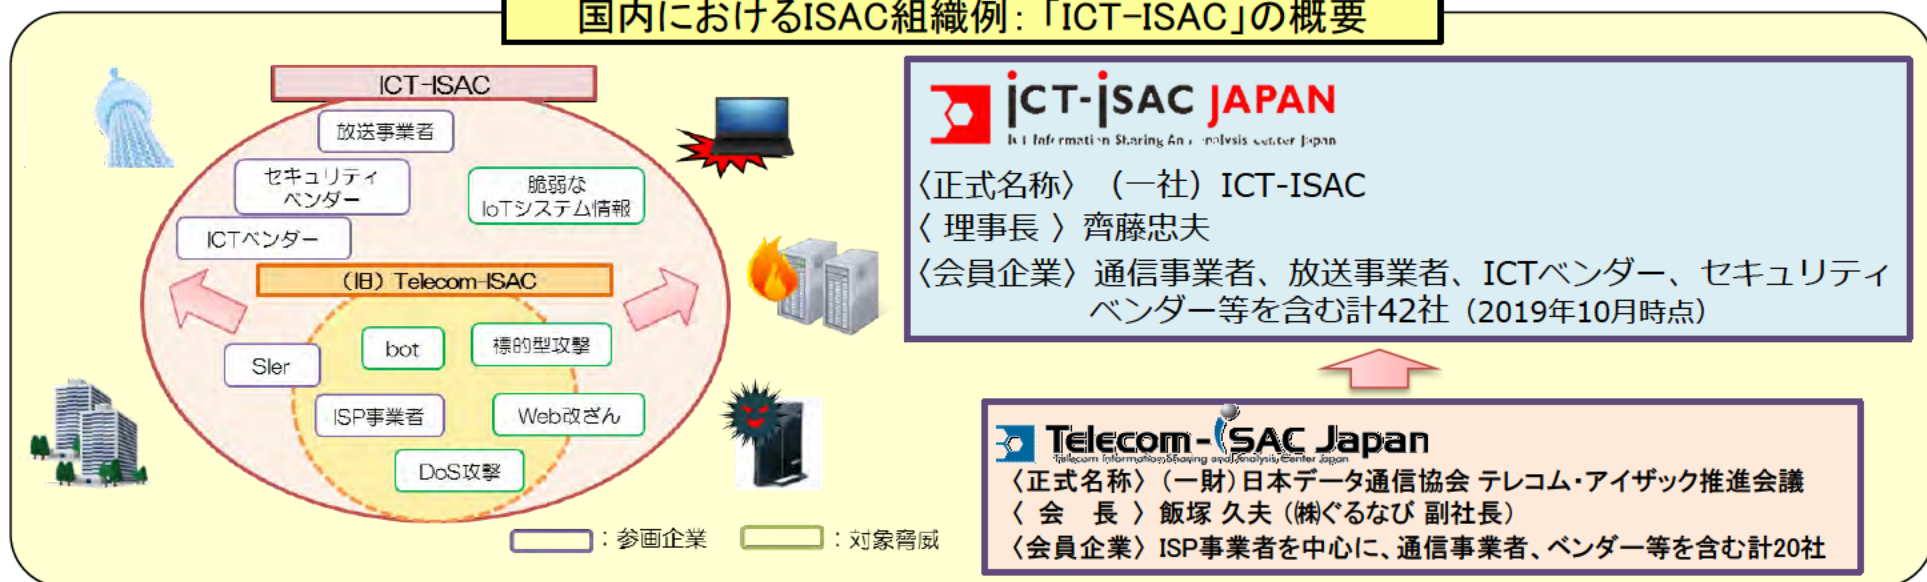 国内におけるISAC組織例：「ICT-ISAC」の概要
ICT-ISAC
放送事業者
セキュリティ
ベンダー
脆弱な
IoTシステム情報
ICTベンダー
（旧）Telecom-ISAC
bot
標的型攻撃
SIer
ISP事業者
Web改ざん
DoS攻撃
：参画企業
：対象脅威
ICT-ISAC JAPAN
〈正式名称〉（一社）ICT-ISAC
〈 理事長 〉齊藤忠夫
〈会員企業〉通信事業者、放送事業者、ICTベンダー、セキュリティ
ベンダー等を含む計42社（2019年10月時点）
Telecom-ISAC Japan
Telecom Information Sharing and Analysis Center Japan
〈正式名称〉（一財）日本データ通信協会 テレコム・アイザック推進会議
〈 会　長 〉飯塚 久夫（㈱ぐるなび 副社長）
〈会員企業〉ISP事業者を中心に、通信事業者、ベンダー等を含む計20社